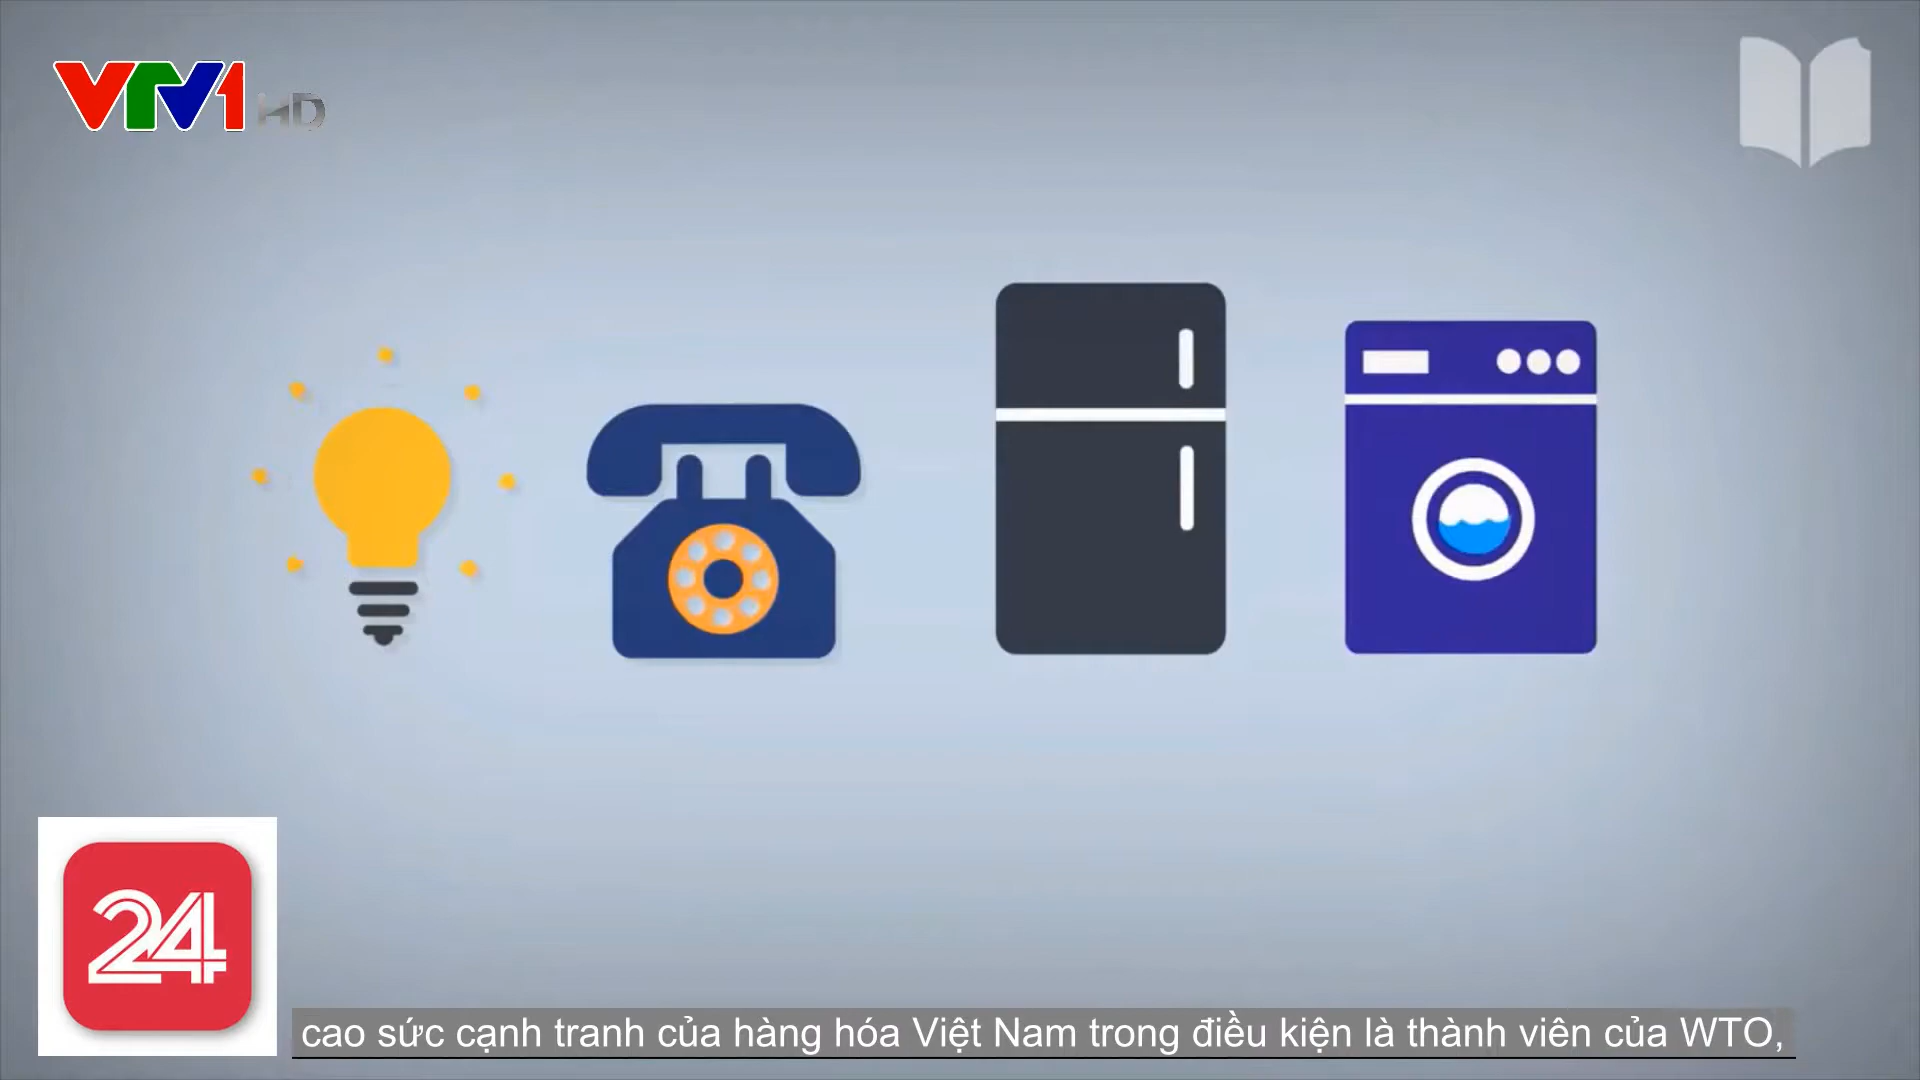 VTV1 HD
24
cao sức cạnh tranh của hàng hóa Việt Nam trong điều kiện là thành viên của WTO,